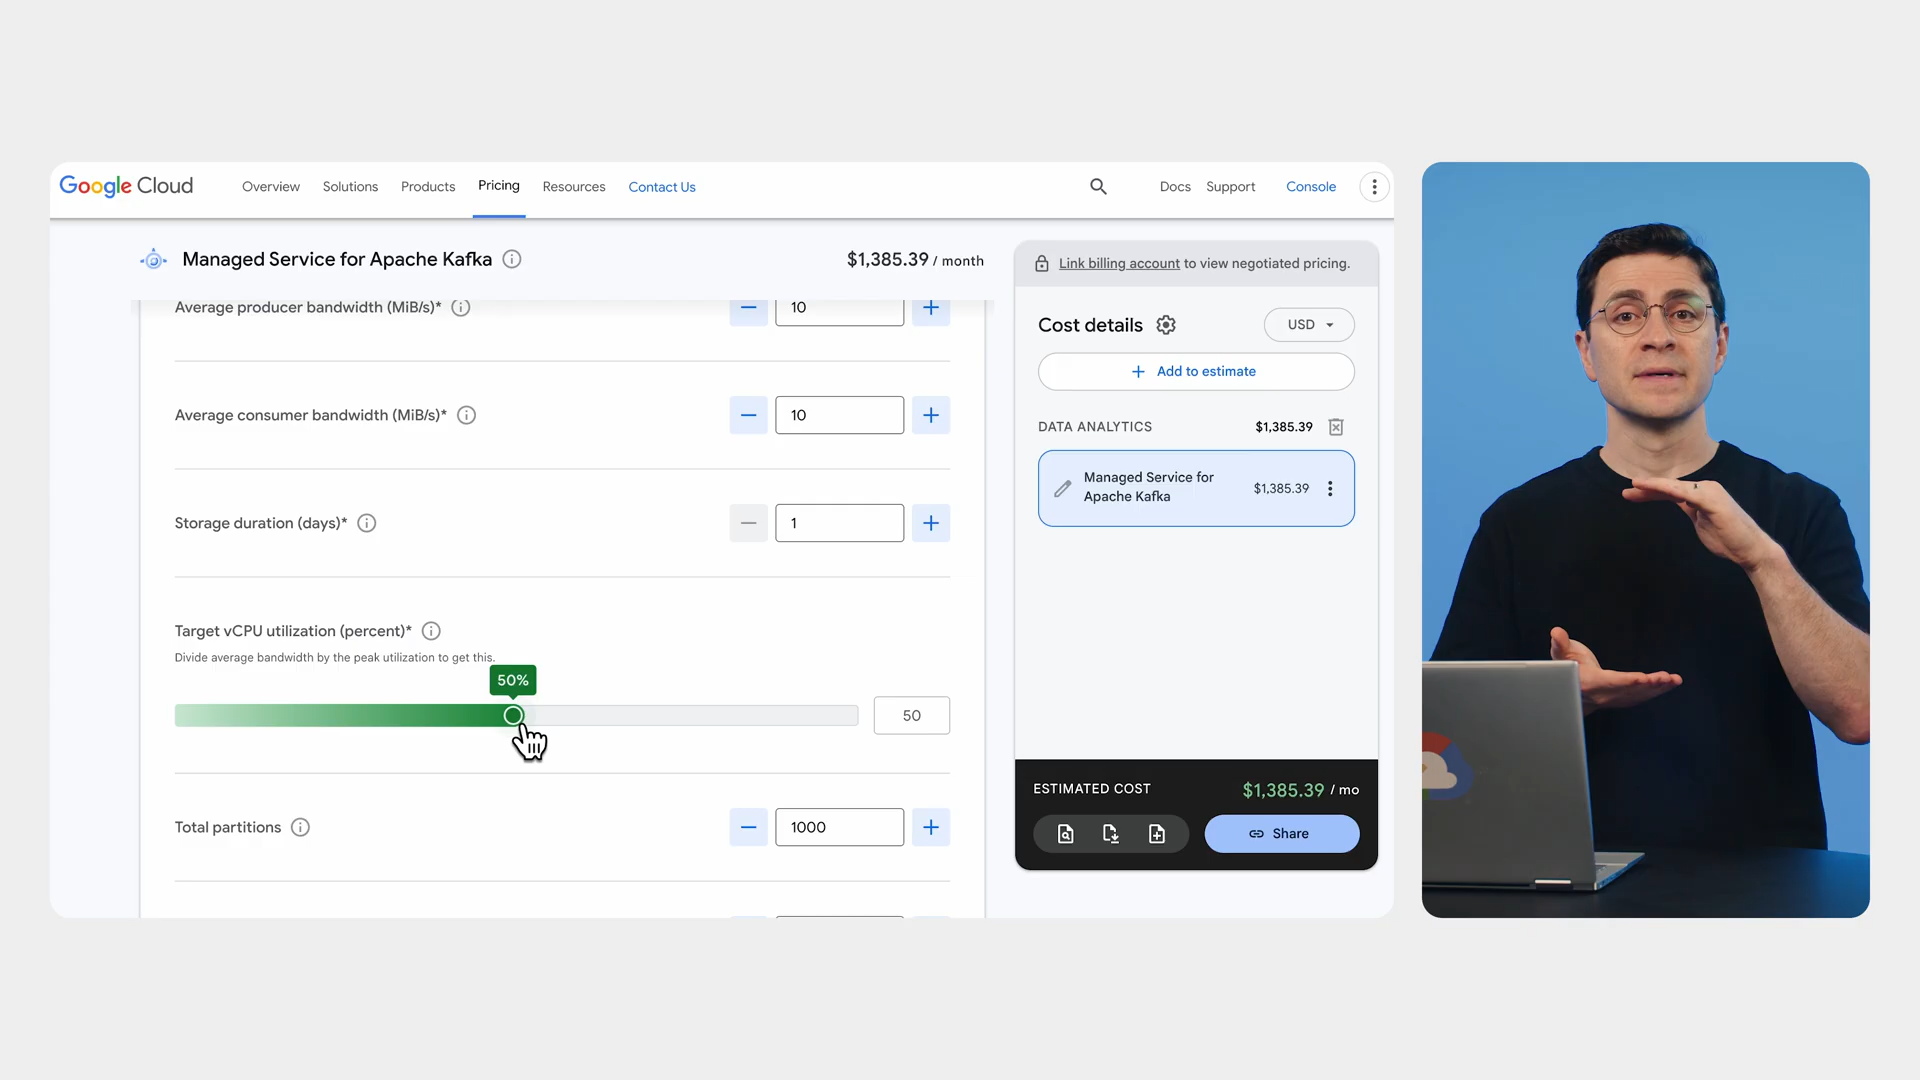 Google Cloud
Overview
Solutions
Products
Pricing
Resources
Contact Us
Docs
Support
Console
Managed Service for Apache Kafka
$1,385.39 / month
Average producer bandwidth (MiB/s)*
10
Average consumer bandwidth (MiB/s)*
10
Storage duration (days)*
1
Target vCPU utilization (percent)*
Divide average bandwidth by the peak utilization to get this.
50%
50
Total partitions
1000
Link billing account to view negotiated pricing.
Cost details
USD
Add to estimate
DATA ANALYTICS
$1,385.39
Managed Service for
Apache Kafka
$1,385.39
ESTIMATED COST
$1,385.39 / mo
Share